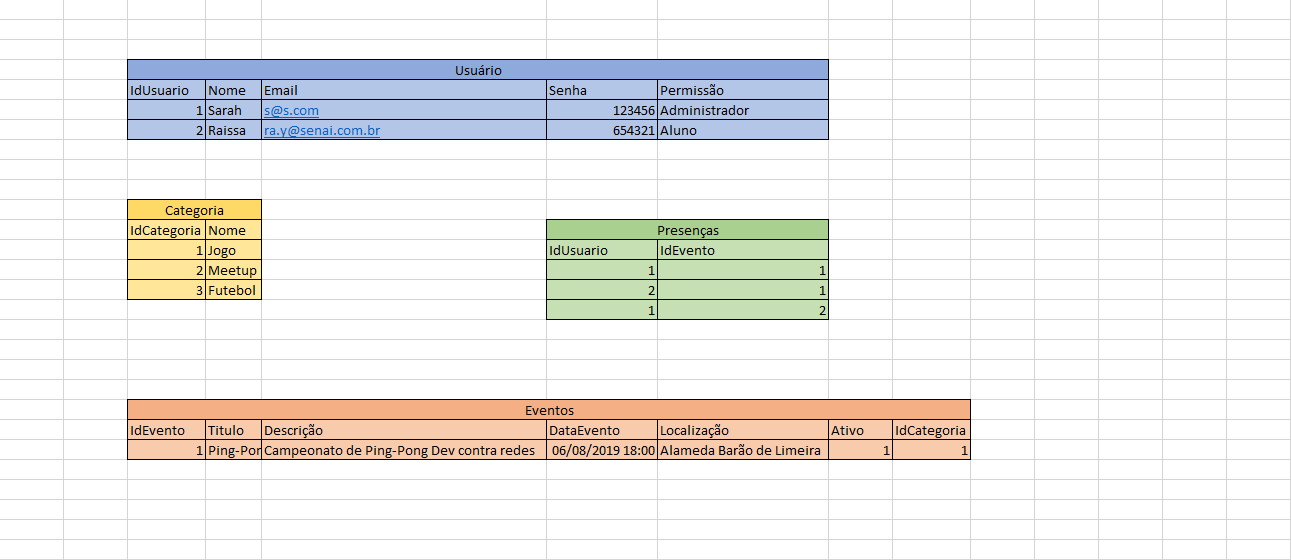 Usuário
IdUsuario Nome Email Senha Permissão
1 Sarah s@s.com 123456 Administrador
2 Raissa ra.y@senai.com.br 654321 Aluno
Categoria
IdCategoria Nome
1 Jogo
2 Meetup
3 Futebol
Presenças
IdUsuario IdEvento
1 1
2 1
1 2
Eventos
IdEvento Titulo Descrição DataEvento Localização Ativo IdCategoria
1 Ping-Por Campeonato de Ping-Pong Dev contra redes 06/08/2019 18:00 Alameda Barão de Limeira 1 1